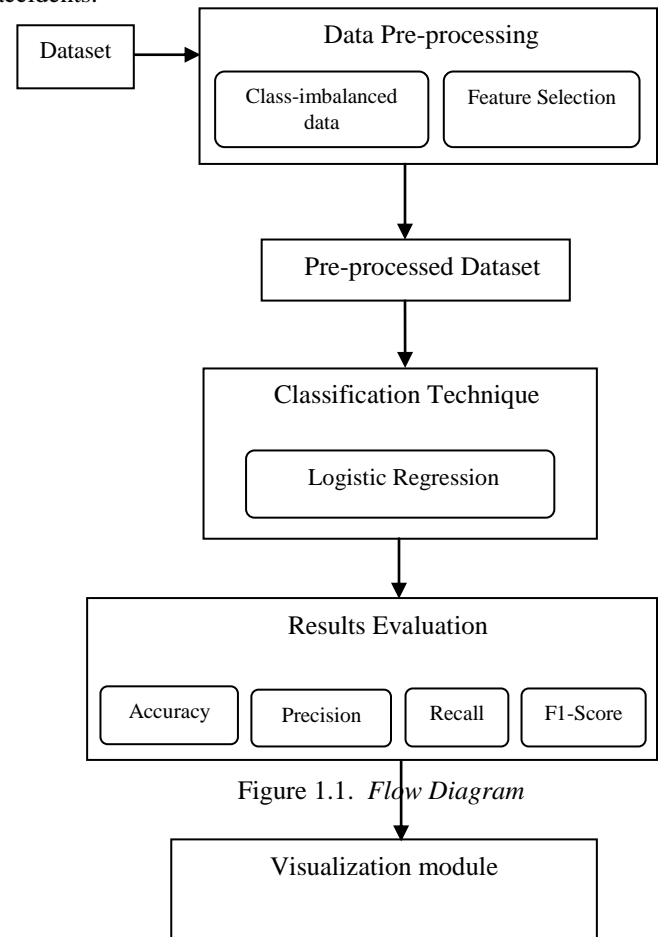 accidents.
Dataset
Data Pre-processing
Class-imbalanced
data
Feature Selection
Pre-processed Dataset
Classification Technique
Logistic Regression
Results Evaluation
Accuracy
Precision
Recall
F1-Score
Figure 1.1. Flow Diagram
Visualization module